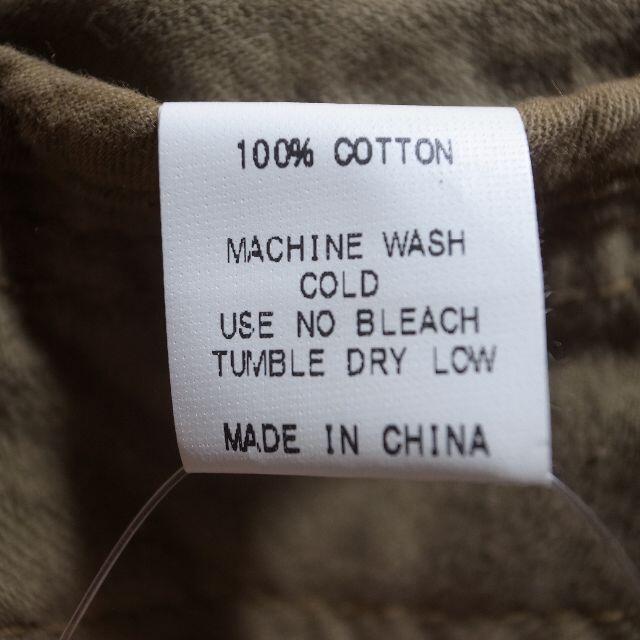 100% COTTON
MACHINE WASH
COLD
USE NO BLEACH
TUMBLE DRY LOW
MADE IN CHINA